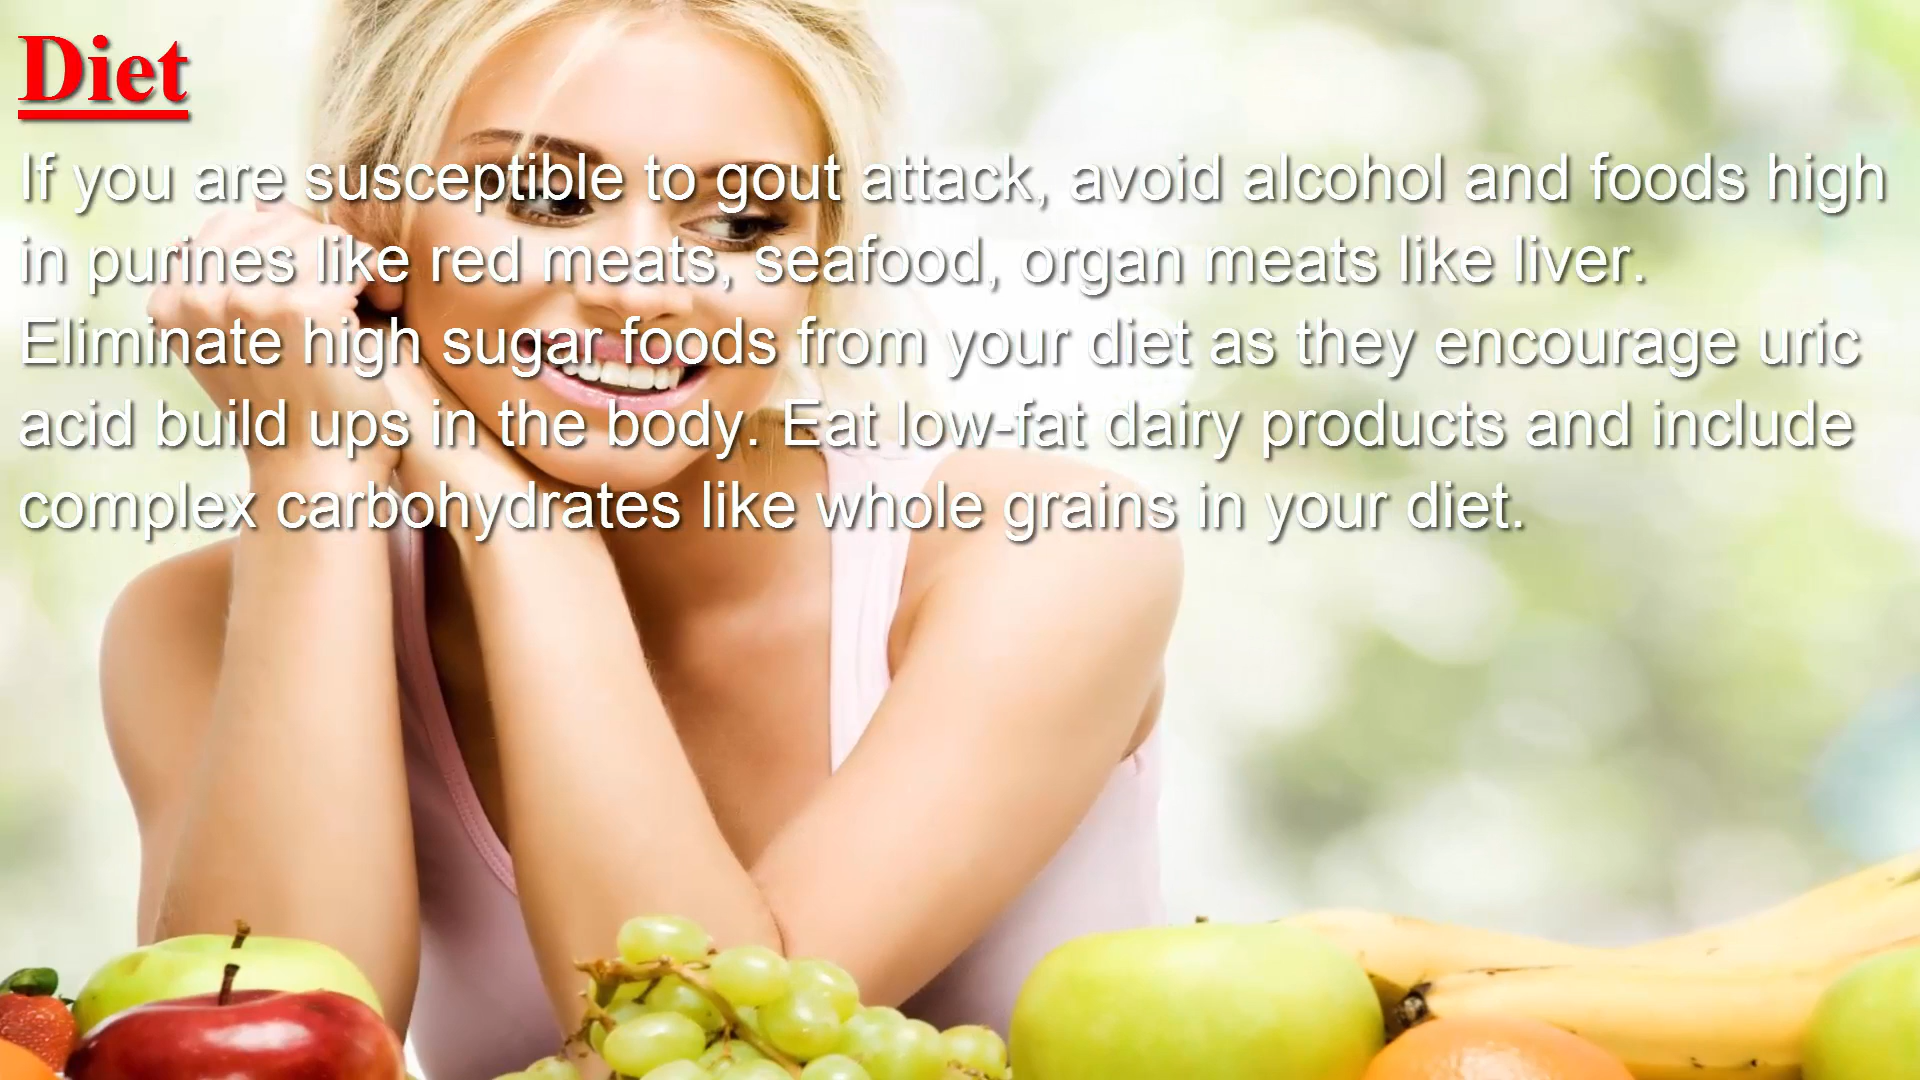 Diet
If you are susceptible to gout attack, avoid alcohol and foods high
in purines like red meats, seafood, organ meats like liver.
Eliminate high sugar foods from your diet as they encourage uric
acid build ups in the body. Eat low-fat dairy products and include
complex carbohydrates like whole grains in your diet.